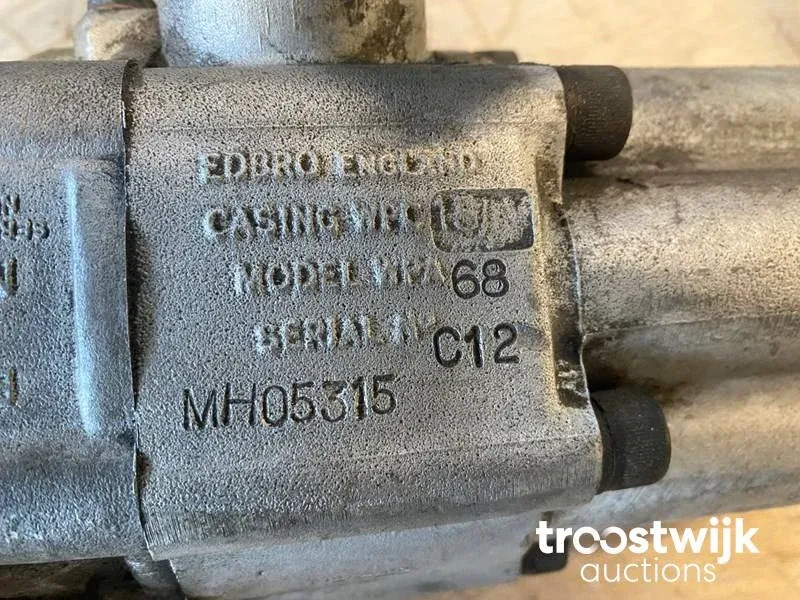 EDBRO ENGLAND
CASING
MODEL 68
SERIAL C12
MH05315
troostwijk
auctions